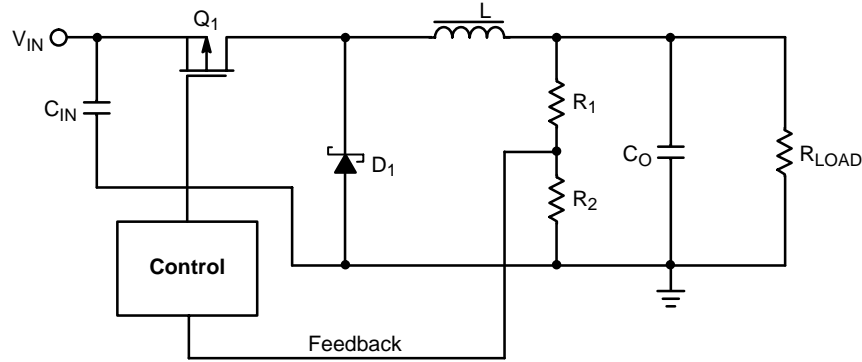 Q1
L
VIN
CIN
R1
D1
CO
RLOAD
R2
Control
Feedback